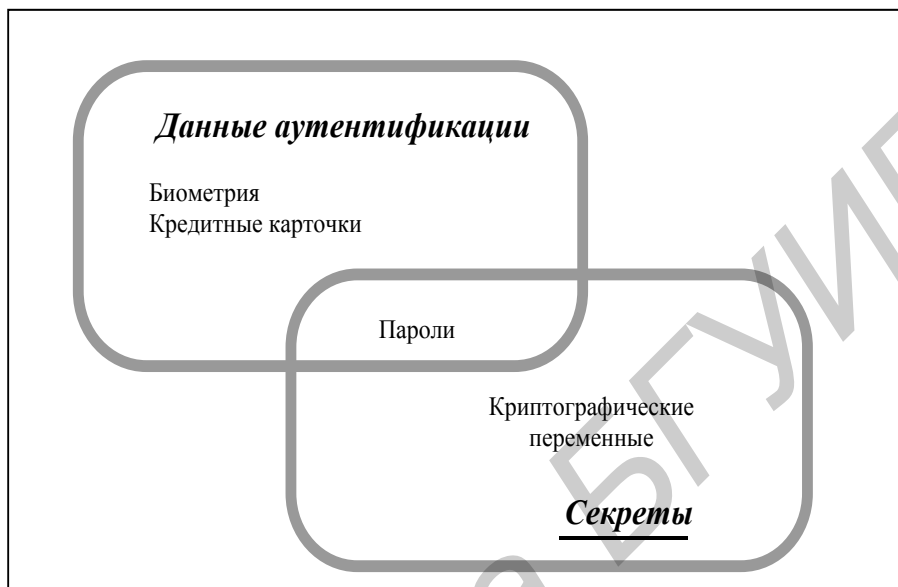 Данные аутентификации
Биометрия
Кредитные карточки
Пароли
Криптографические
переменные
Секреты